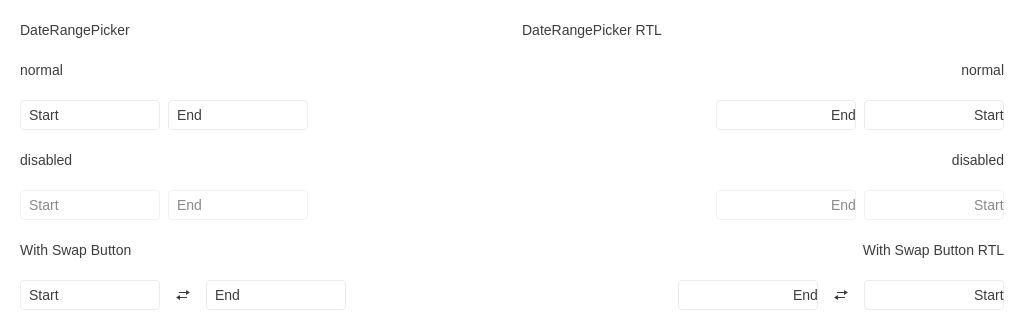 DateRangePicker
normal
Start End
disabled
Start End
With Swap Button
Start End
DateRangePicker RTL
normal
End Start
disabled
End Start
With Swap Button RTL
End Start